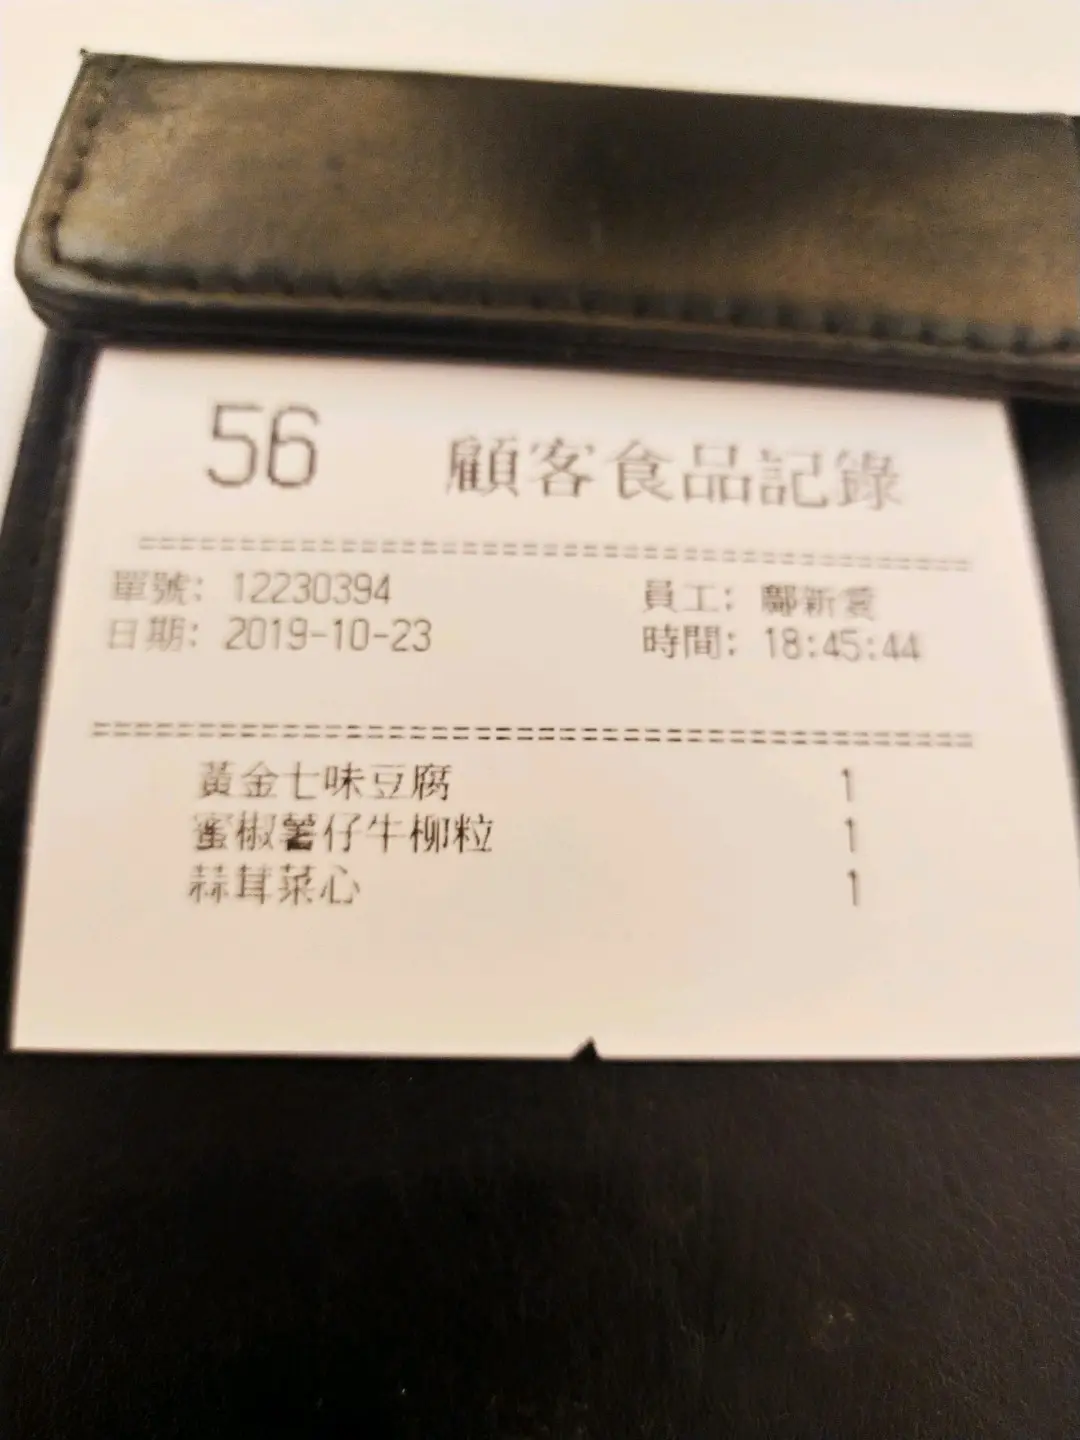 56 顧客食品記錄
單號: 12230394 員工: 鄺新
日期: 2019-10-23 時間: 18:45:44
黃金七味豆腐 1
蜜椒薯仔牛柳粒 1
蒜茸菜心 1